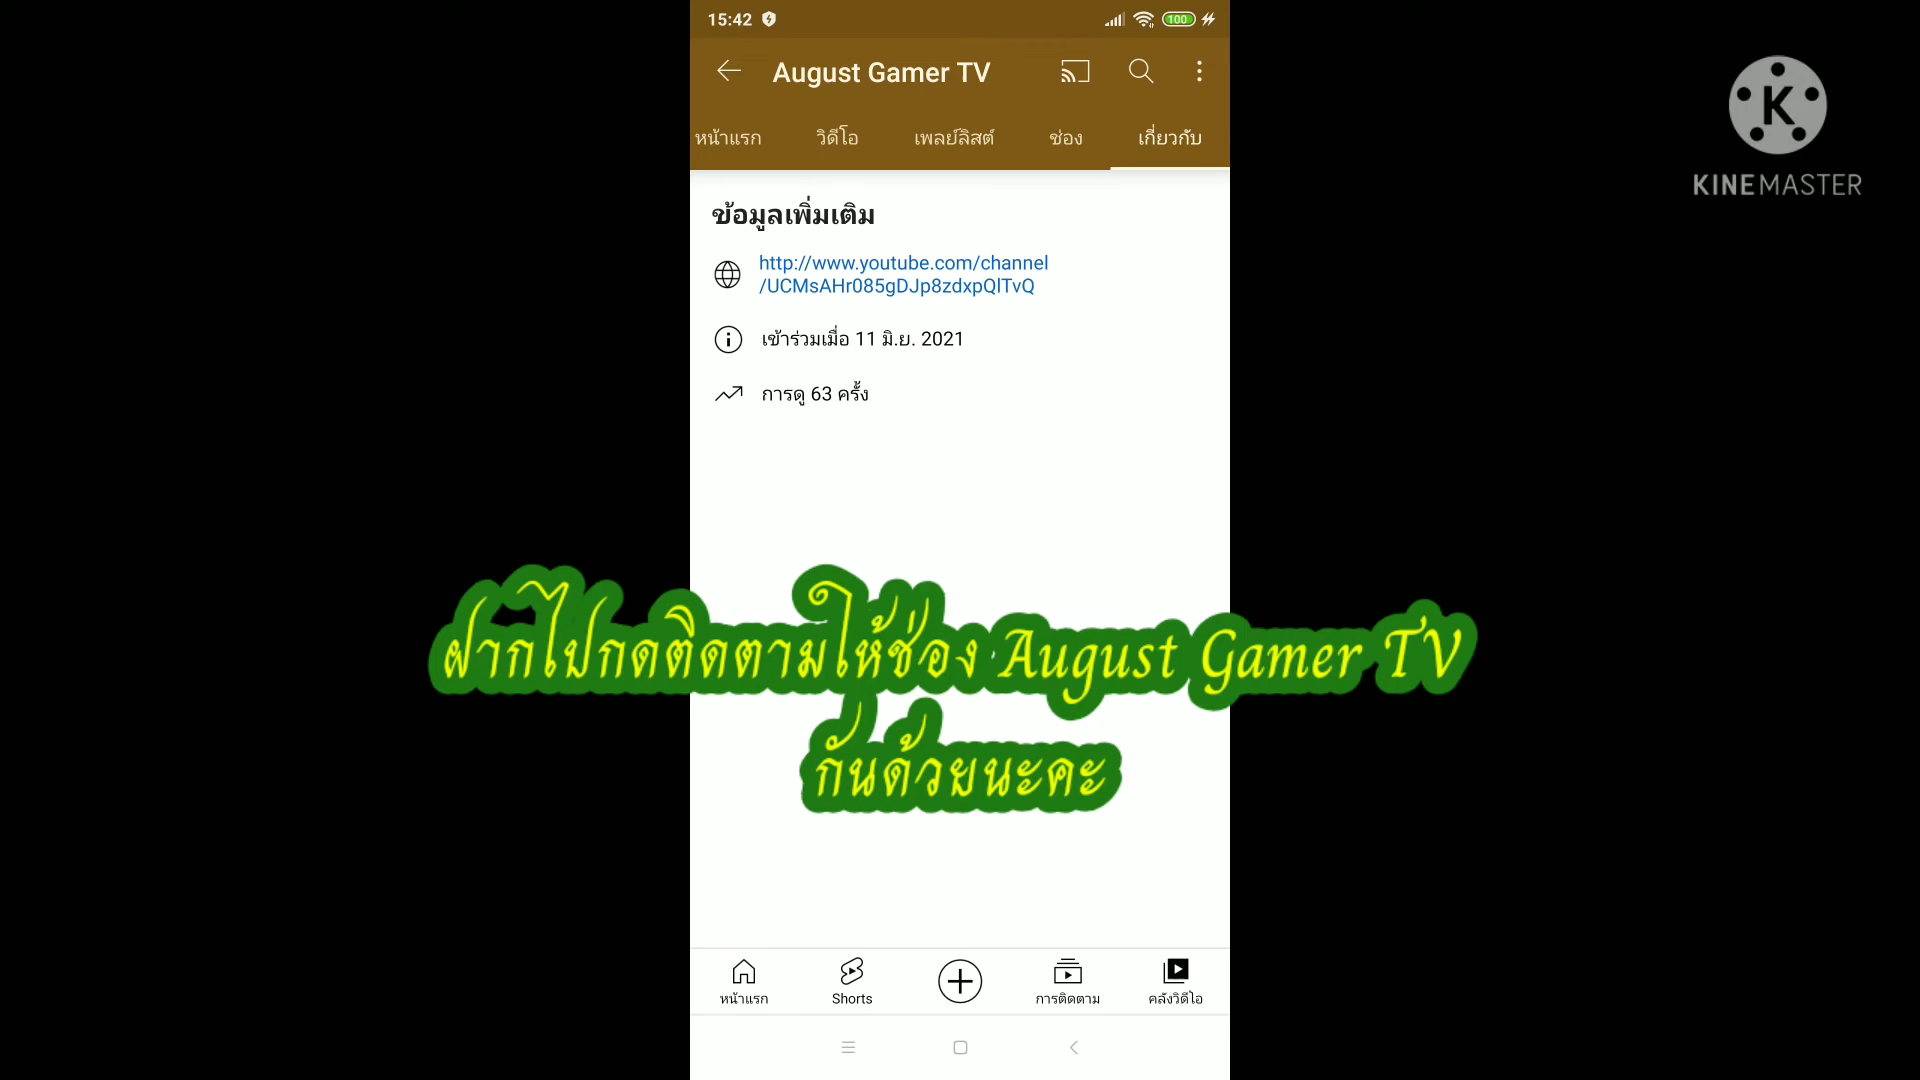 15:42
100
August Gamer TV
หน้าแรก วิดีโอ เพลย์ลิสต์ ช่อง เกี่ยวกับ
K
KINEMASTER
ข้อมูลเพิ่มเติม
http://www.youtube.com/channel
/UCMsAHr085gDJp8zdxpQlTvQ
เข้าร่วมเมื่อ 11 มิ.ย. 2021
การดู 63 ครั้ง
ฝากไปกดติดตามให้ช่อง August Gamer TV
กันด้วยนะคะ
หน้าแรก Shorts การติดตาม คลังวิดีโอ